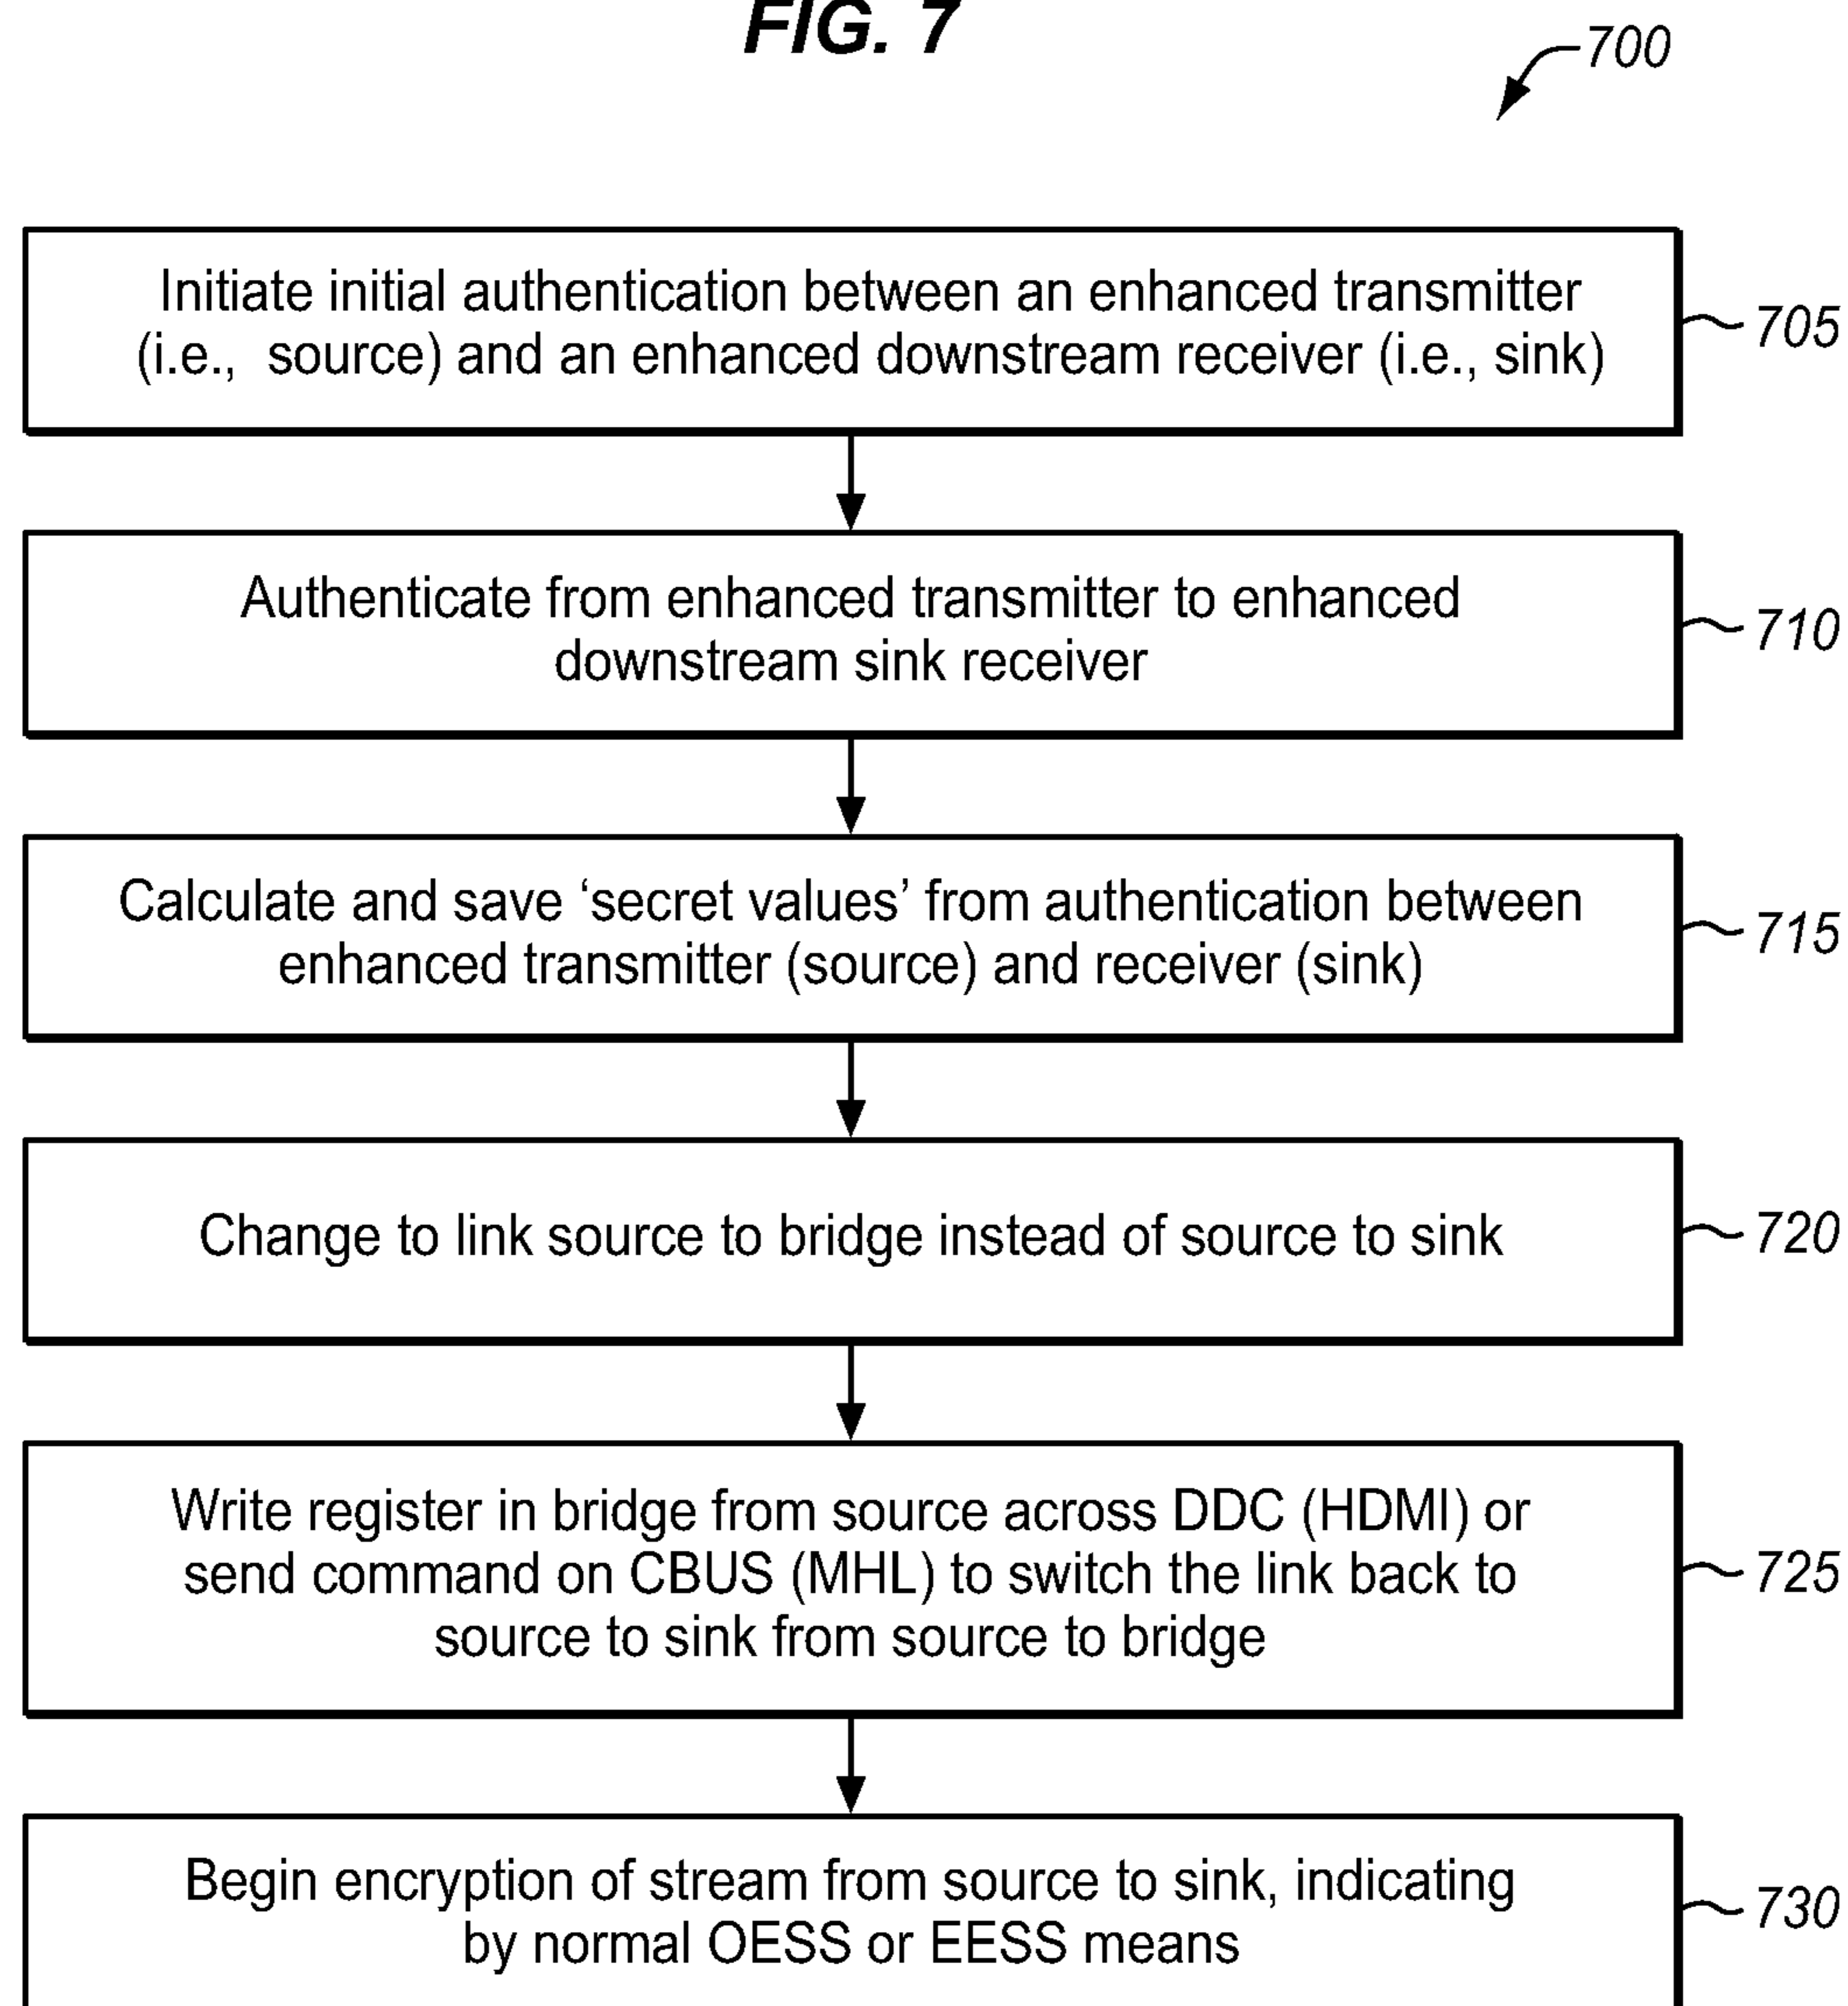 FIG. 7
700
Initiate initial authentication between an enhanced transmitter
(i.e., source) and an enhanced downstream receiver (i.e., sink)
705
Authenticate from enhanced transmitter to enhanced
downstream sink receiver
710
Calculate and save ‘secret values’ from authentication between
enhanced transmitter (source) and receiver (sink)
715
Change to link source to bridge instead of source to sink
720
Write register in bridge from source across DDC (HDMI) or
send command on CBUS (MHL) to switch the link back to
source to sink from source to bridge
725
Begin encryption of stream from source to sink, indicating
by normal OESS or EESS means
730